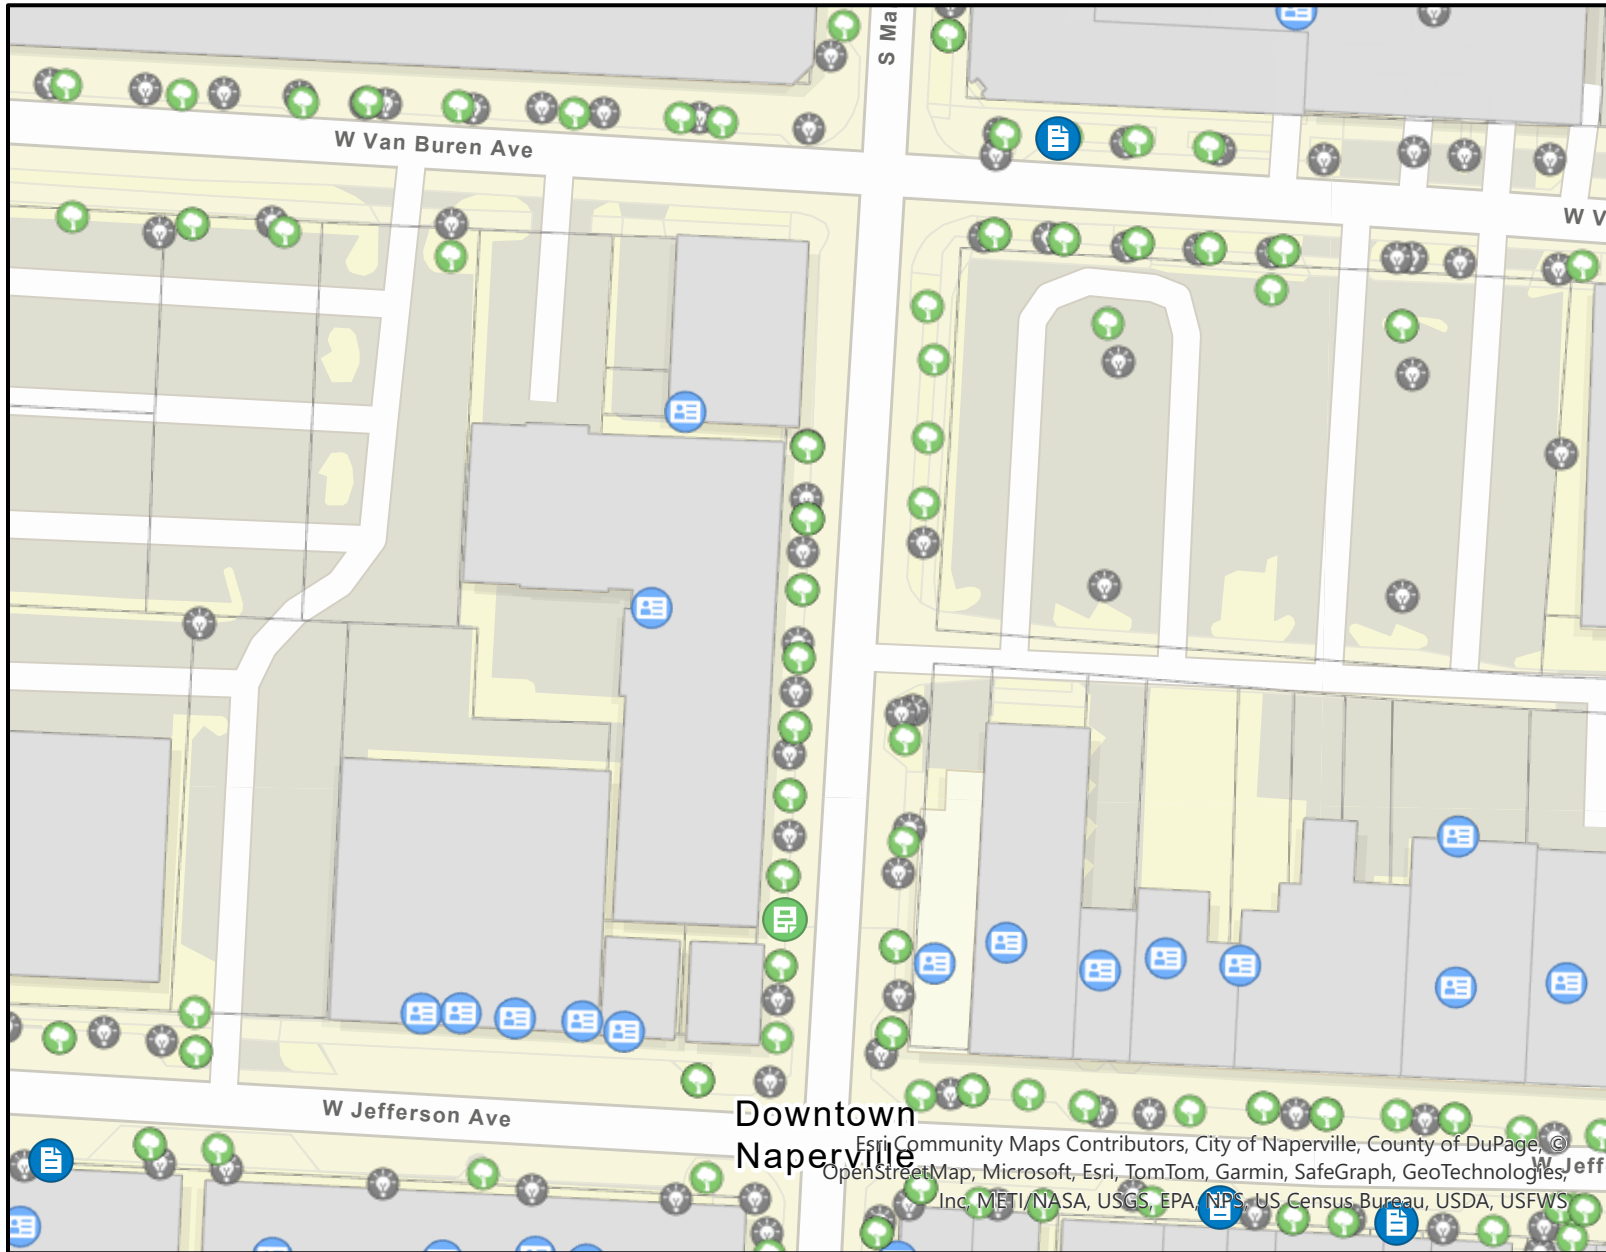 S Ma
W Van Buren Ave
W V
W Jefferson Ave
Downtown
Naperville
Esri Community Maps Contributors, City of Naperville, County of DuPage, ©
OpenStreetMap, Microsoft, Esri, TomTom, Garmin, SafeGraph, GeoTechnologies,
W Jeff
Inc, METI/NASA, USGS, EPA, NPS, US Census Bureau, USDA, USFWS